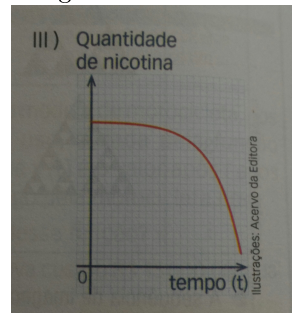 III) Quantidade
de nicotina
0
tempo (t)
Ilustrações: Acervo da Editora